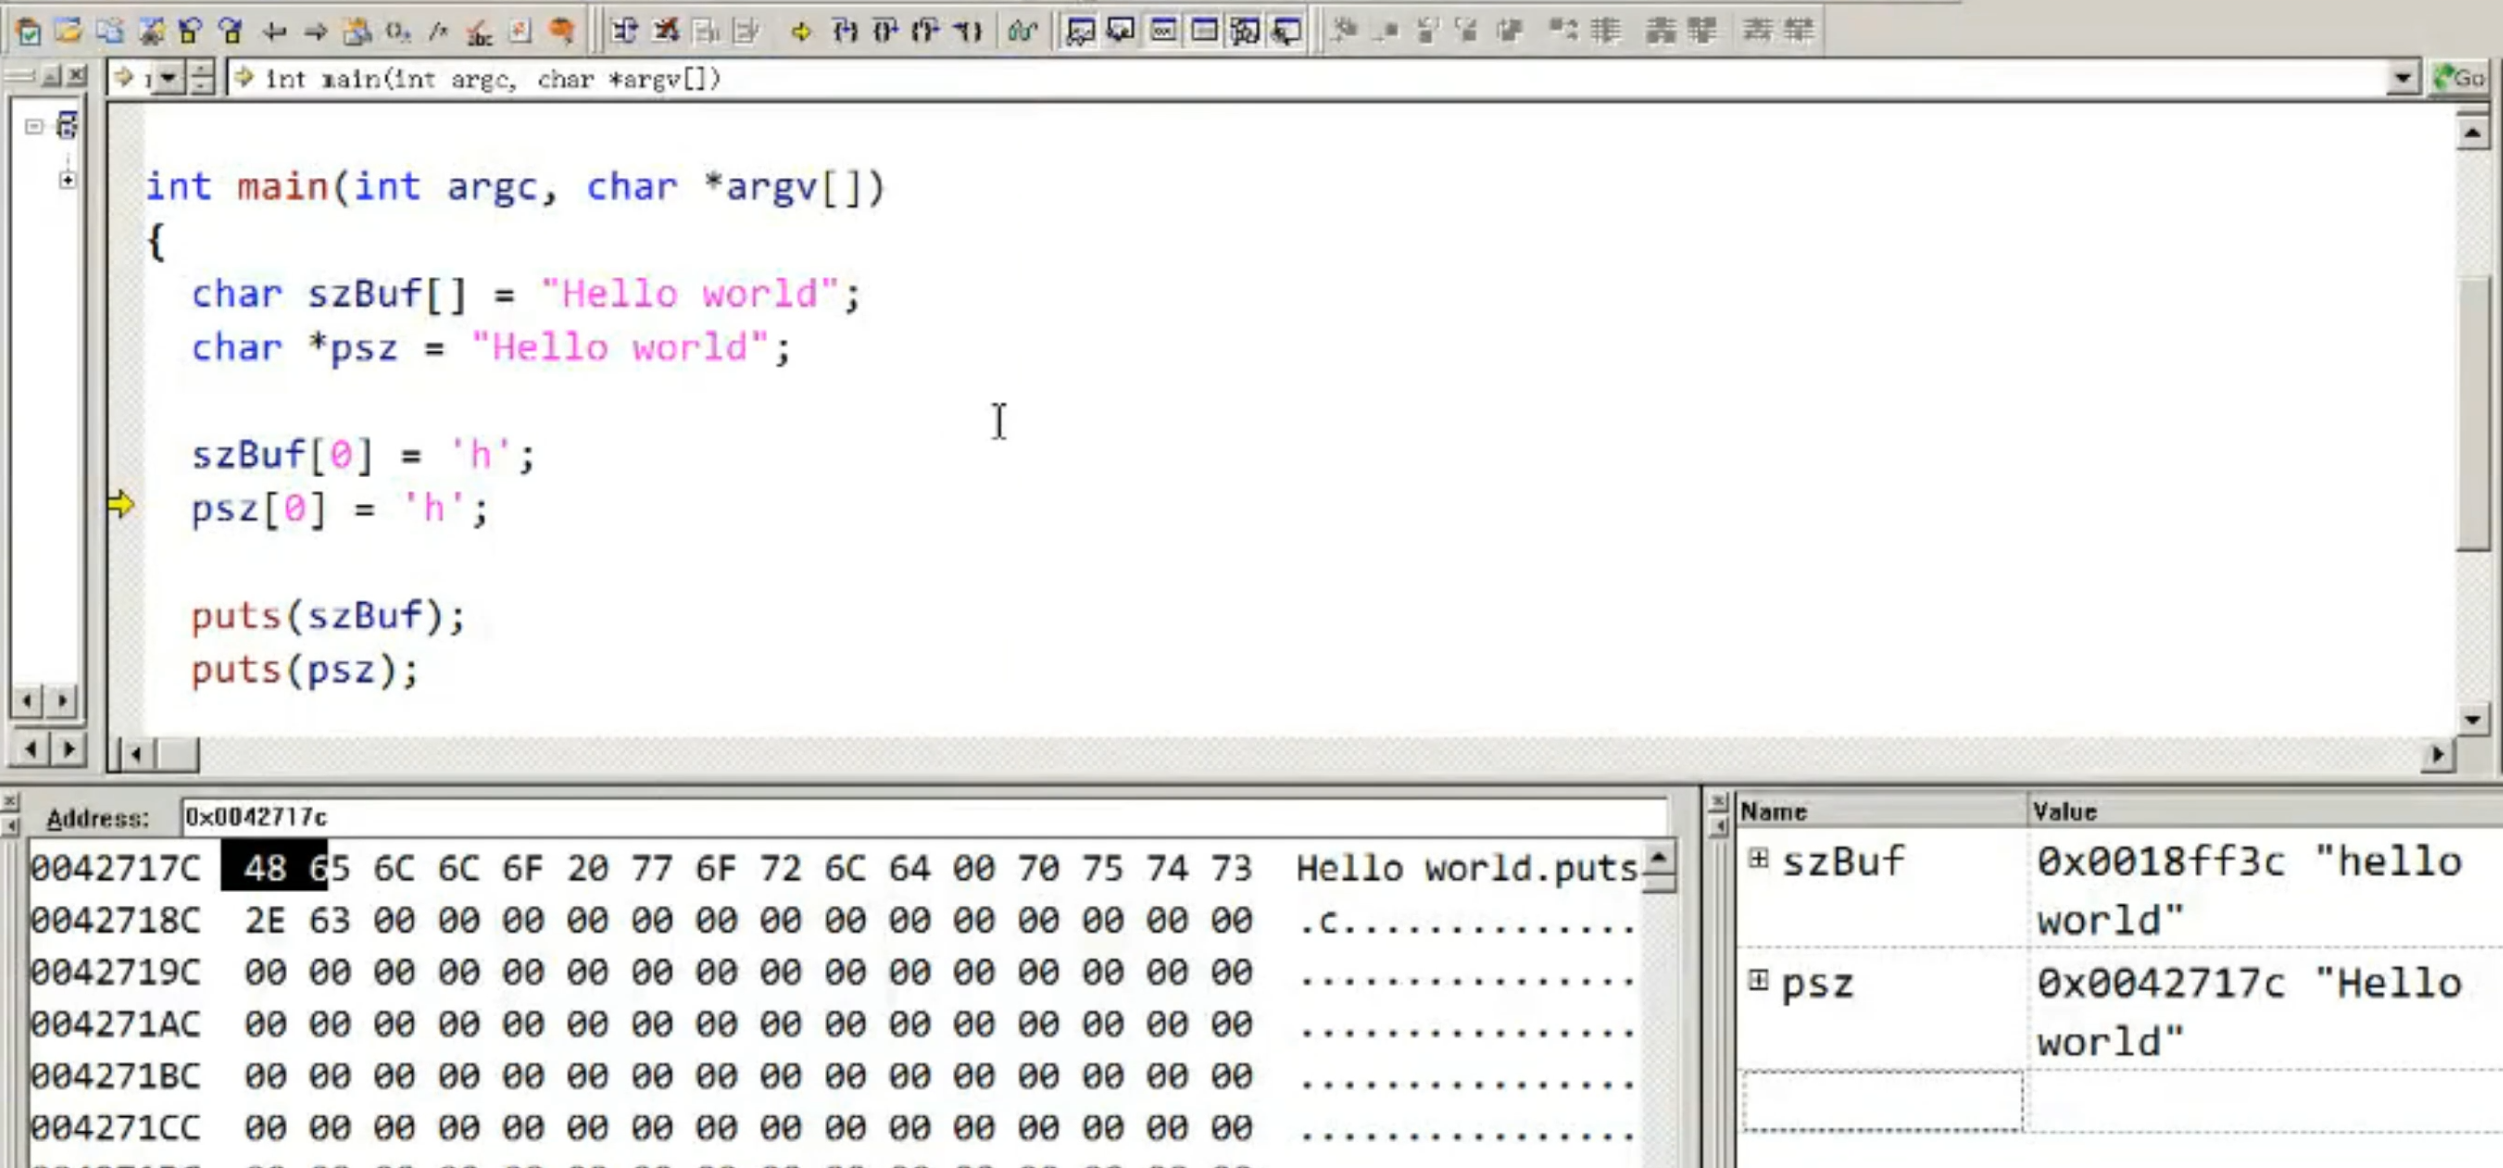 int main(int argc, char *argv[])
Go
int main(int argc, char *argv[])
{
char szBuf[] = "Hello world";
char *psz = "Hello world";
szBuf[0] = 'h';
psz[0] = 'h';
puts(szBuf);
puts(psz);
Address: 0x0042717c
0042717C 48 65 6C 6C 6F 20 77 6F 72 6C 64 00 70 75 74 73 Hello world.puts
0042718C 2E 63 00 00 00 00 00 00 00 00 00 00 00 00 00 00 .c..............
0042719C 00 00 00 00 00 00 00 00 00 00 00 00 00 00 00 00 ................
004271AC 00 00 00 00 00 00 00 00 00 00 00 00 00 00 00 00 ................
004271BC 00 00 00 00 00 00 00 00 00 00 00 00 00 00 00 00 ................
004271CC 00 00 00 00 00 00 00 00 00 00 00 00 00 00 00 00 ................
Name Value
szBuf 0x0018ff3c "hello
world"
psz 0x0042717c "Hello
world"